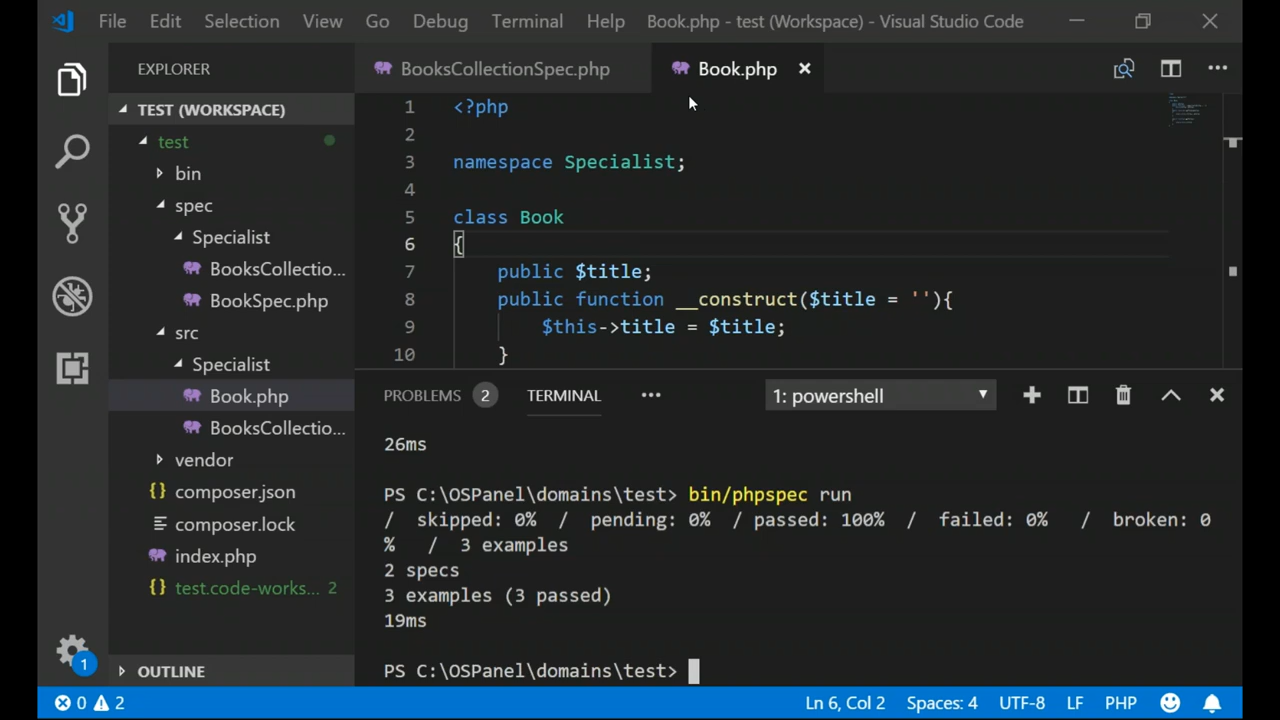 File Edit Selection View Go Debug Terminal Help Book.php - test (Workspace) - Visual Studio Code
EXPLORER
TEST (WORKSPACE)
test
bin
spec
Specialist
BooksCollectio...
BookSpec.php
src
Specialist
Book.php
BooksCollectio...
vendor
composer.json
composer.lock
index.php
test.code-works... 2
OUTLINE
BooksCollectionSpec.php Book.php
1 <?php
2
3 namespace Specialist;
4
5 class Book
6 {
7 public $title;
8 public function __construct($title = ''){
9 $this->title = $title;
10 }
PROBLEMS 2 TERMINAL ... 1: powershell
26ms
PS C:\OSPanel\domains\test> bin/phpspec run
/ skipped: 0% / pending: 0% / passed: 100% / failed: 0% / broken: 0
% / 3 examples
2 specs
3 examples (3 passed)
19ms
PS C:\OSPanel\domains\test>
1
0 2 Ln 6, Col 2 Spaces: 4 UTF-8 LF PHP